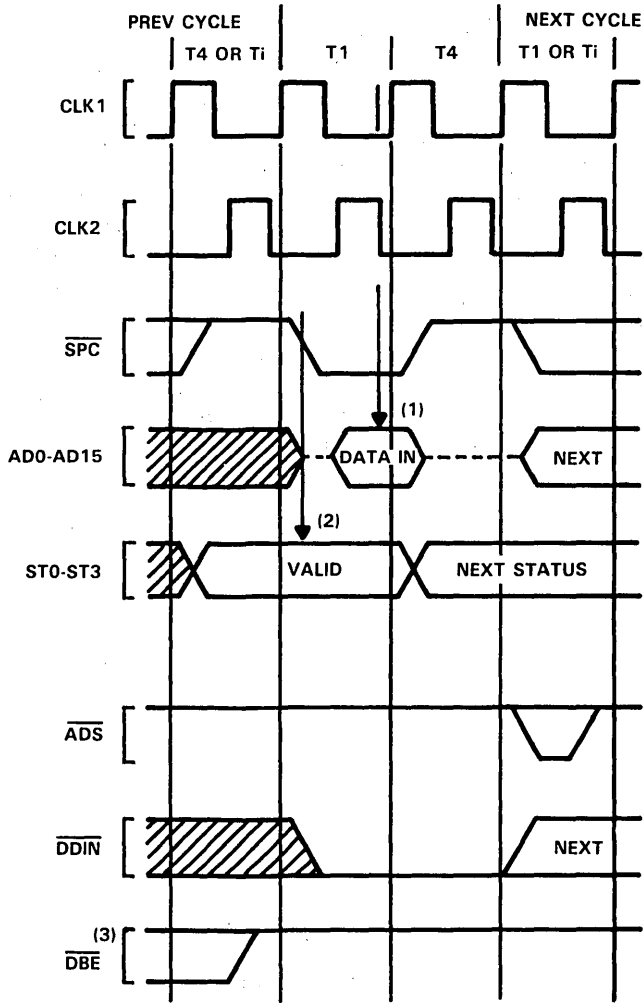 PREV CYCLE NEXT CYCLE
T4 OR Ti T1 T4 T1 OR Ti
CLK1
CLK2
SPC
(1)
AD0-AD15 DATA IN NEXT
(2)
ST0-ST3 VALID NEXT STATUS
ADS
DDIN NEXT
(3)
DBE